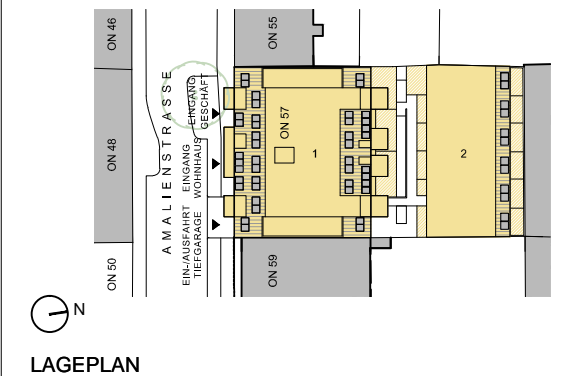 ON 46
ON 55
AMALIENSTRASSE
EINGANG
GESCHÄFT
ON 57
ON 48
EINGANG
WOHNHAUS
1
2
EIN-/AUSFAHRT
TIEFGARAGE
ON 50
ON 59
N
LAGEPLAN